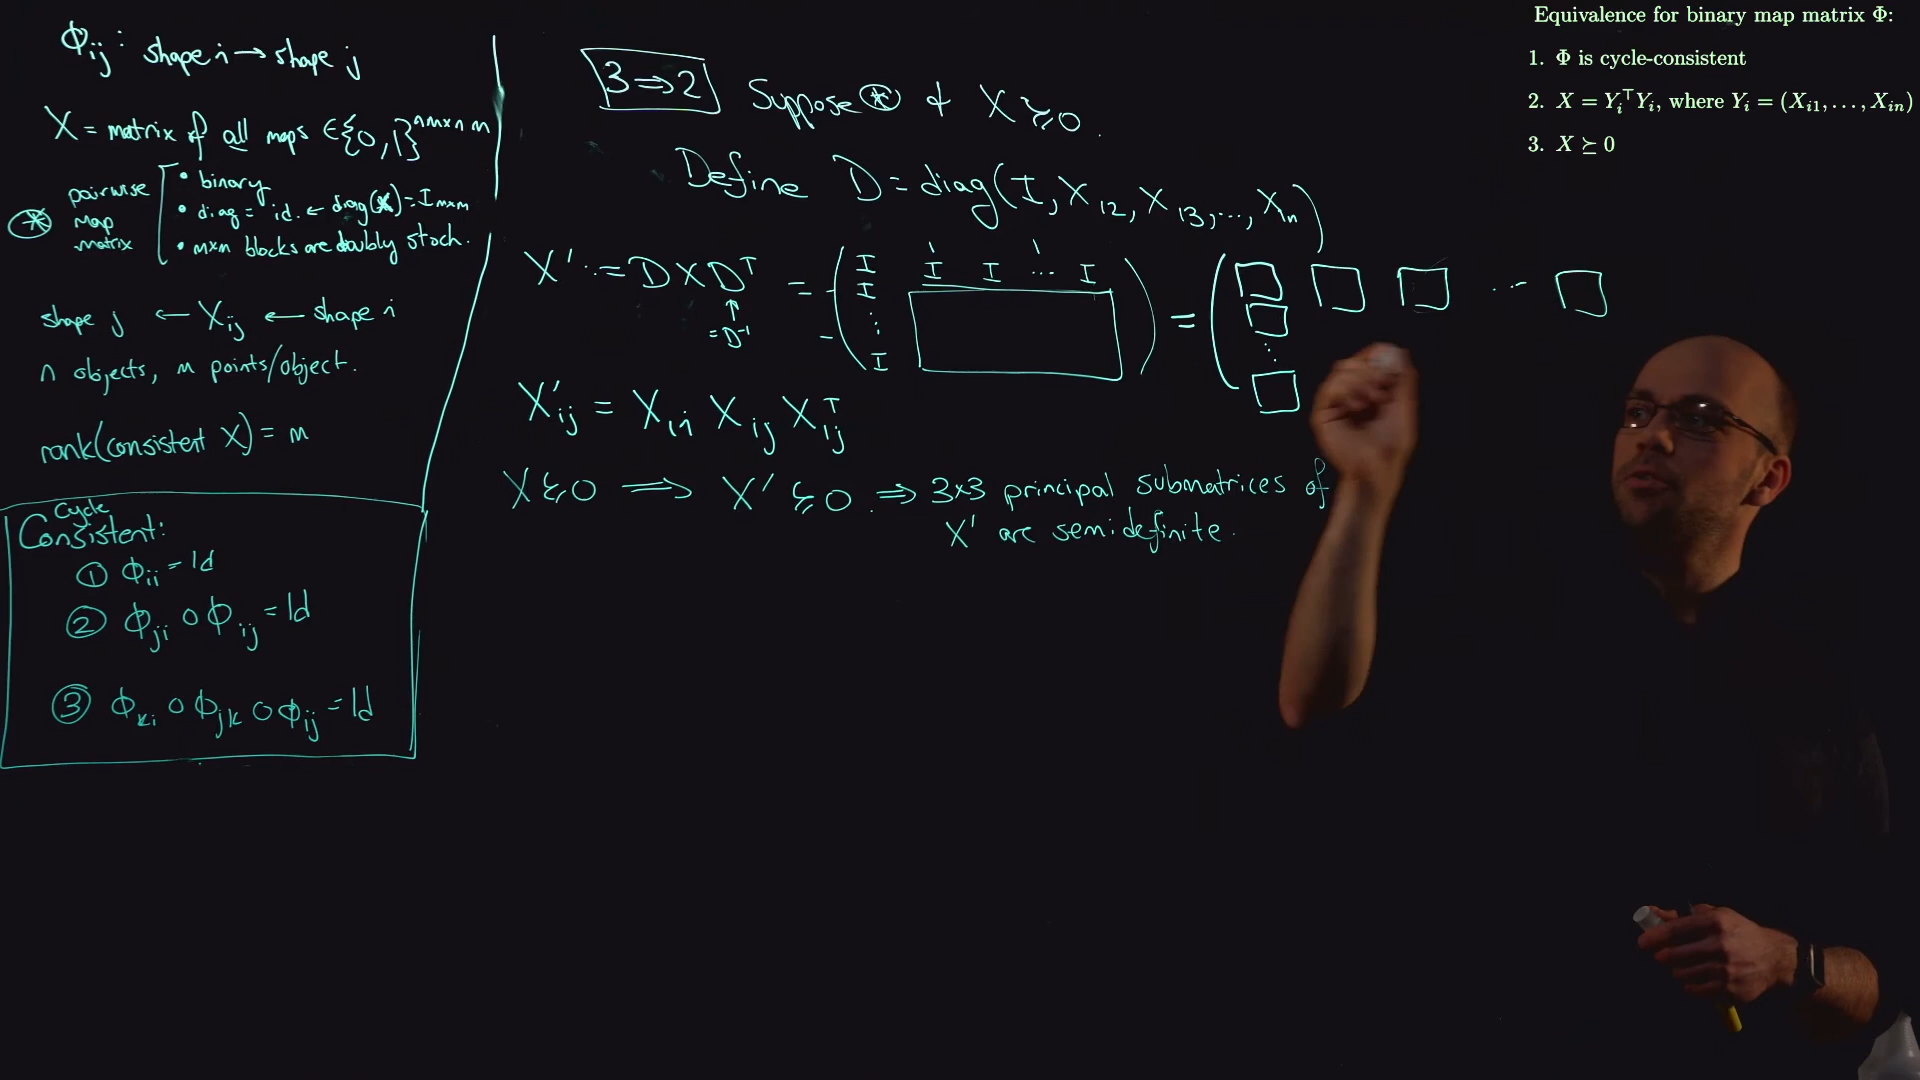 Φij : shape i → shape j
X = matrix of all maps ∈ {0,1}^{nm×nm}
⊛ pairwise map matrix
• binary
• diag = id. ← diag(X) = I m×m
• m×m blocks are doubly stoch.
shape j ← Xij ← shape i
n objects, m points/object.
rank(consistent X) = m
Cycle
Consistent:
① ϕii = Id
② ϕji ∘ ϕij = Id
③ ϕki ∘ ϕjk ∘ ϕij = Id
3 ⇒ 2 Suppose ⊛ & X ⪰ 0.
Define D = diag(I, X12, X13, ..., X1n)
X' := DXD^T = ( I I I ... I I ⋮ I ) = (
↑
= D^-1
X'ij = X1i Xij X1j^T
X ⪰ 0 ⟹ X' ⪰ 0. ⇒ 3×3 principal submatrices of
X' are semidefinite.
Equivalence for binary map matrix Φ:
1. Φ is cycle-consistent
2. X = Yi⊤Yi, where Yi = (Xi1, . . . , Xin)
3. X ⪰ 0